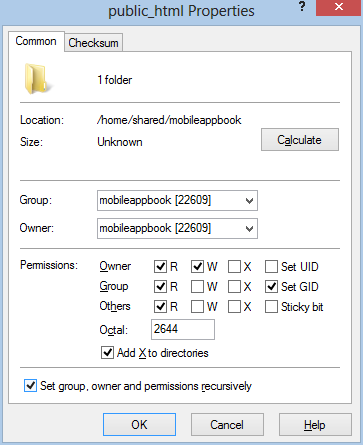 public_html Properties
Common Checksum
1 folder
Location: /home/shared/mobileappbook
Size: Unknown Calculate
Group: mobileappbook [22609]
Owner: mobileappbook [22609]
Permissions: Owner R W X Set UID
Group R W X Set GID
Others R W X Sticky bit
Octal: 2644
Add X to directories
Set group, owner and permissions recursively
OK Cancel Help